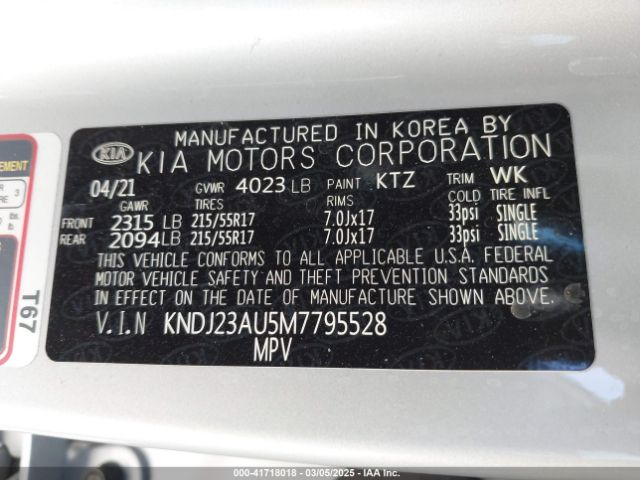 MANUFACTURED IN KOREA BY
KIA KIA MOTORS CORPORATION
04/21 GVWR 4023 LB PAINT KTZ TRIM WK
GAWR TIRES RIMS COLD TIRE INFL
FRONT 2315 LB 215/55R17 7.0Jx17 33psi SINGLE
REAR 2094 LB 215/55R17 7.0Jx17 33psi SINGLE
THIS VEHICLE CONFORMS TO ALL APPLICABLE U.S.A. FEDERAL
MOTOR VEHICLE SAFETY AND THEFT PREVENTION STANDARDS
IN EFFECT ON THE DATE OF MANUFACTURE SHOWN ABOVE.
V.I.N KNDJ23AU5M7795528
MPV
T67
000-41718018 — 03/05/2025 — IAA Inc.